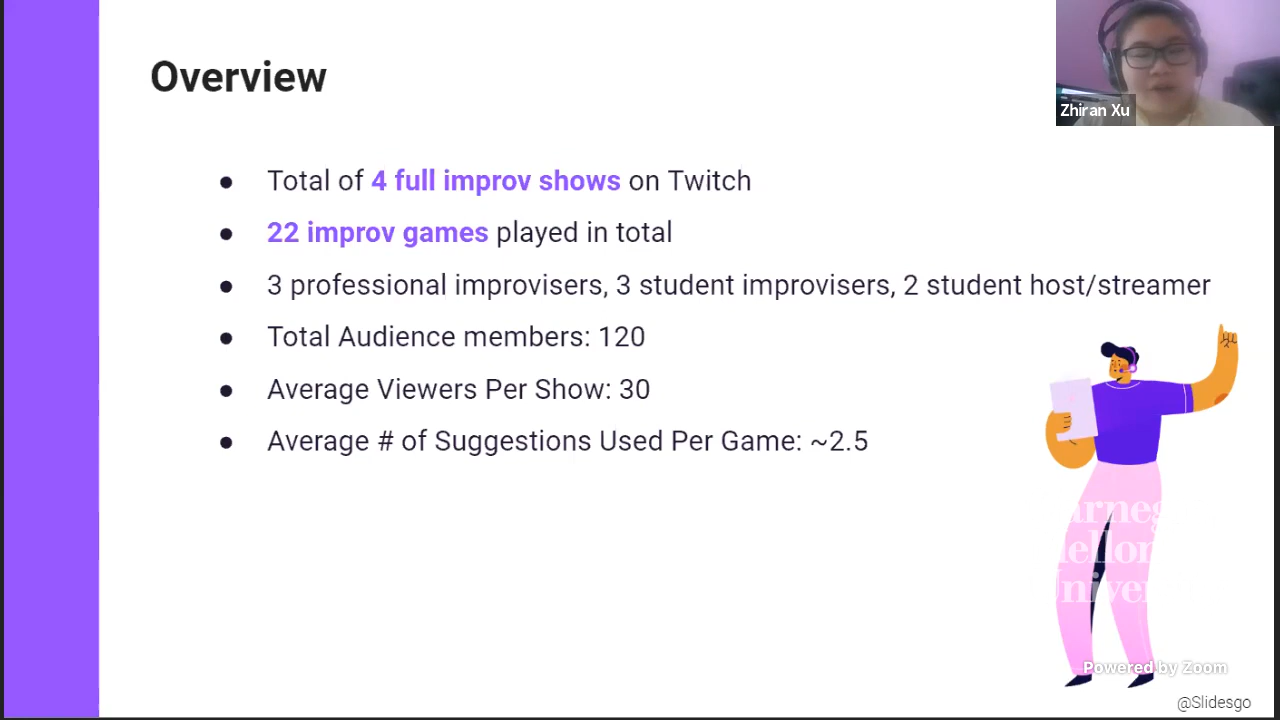 Overview
Zhiran Xu
● Total of 4 full improv shows on Twitch
● 22 improv games played in total
● 3 professional improvisers, 3 student improvisers, 2 student host/streamer
● Total Audience members: 120
● Average Viewers Per Show: 30
● Average # of Suggestions Used Per Game: ~2.5
Powered by Zoom
@Slidesgo